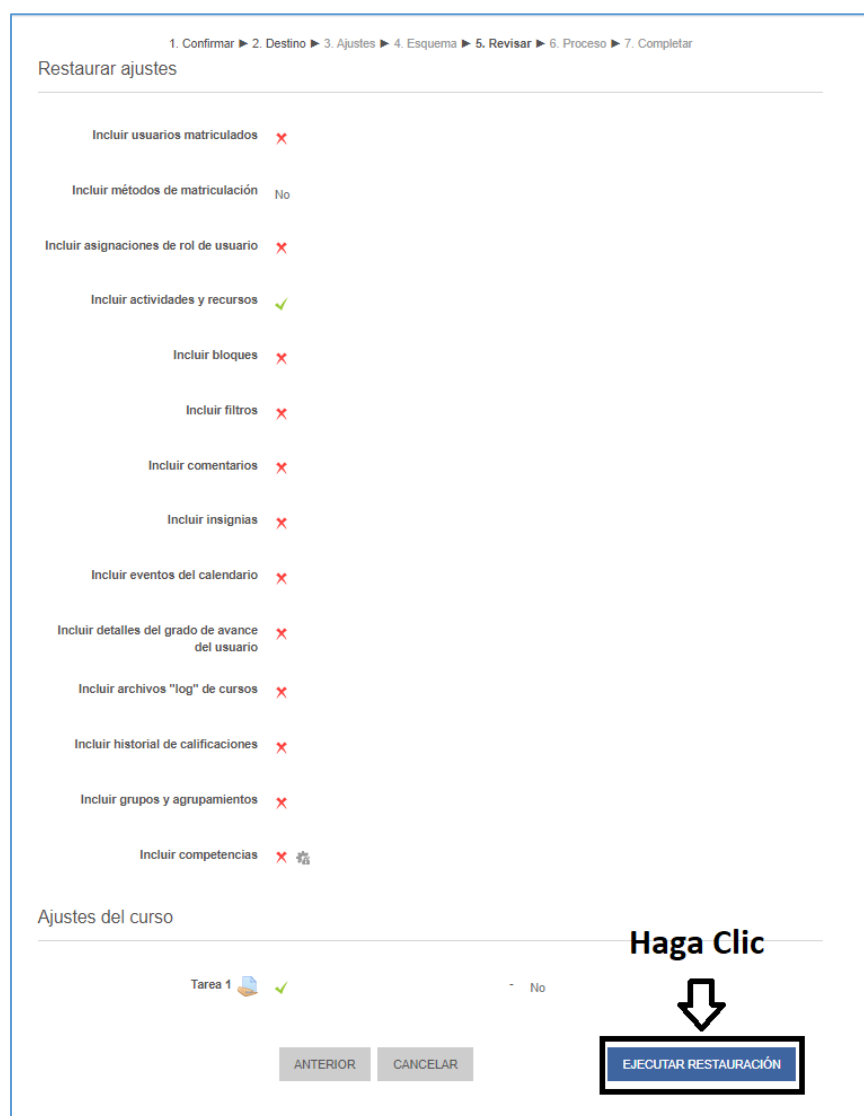 1. Confirmar ► 2. Destino ► 3. Ajustes ► 4. Esquema ► 5. Revisar ► 6. Proceso ► 7. Completar
Restaurar ajustes
Incluir usuarios matriculados
Incluir métodos de matriculación No
Incluir asignaciones de rol de usuario
Incluir actividades y recursos
Incluir bloques
Incluir filtros
Incluir comentarios
Incluir insignias
Incluir eventos del calendario
Incluir detalles del grado de avance
del usuario
Incluir archivos "log" de cursos
Incluir historial de calificaciones
Incluir grupos y agrupamientos
Incluir competencias
Ajustes del curso
Haga Clic
Tarea 1 - No
ANTERIOR CANCELAR EJECUTAR RESTAURACIÓN